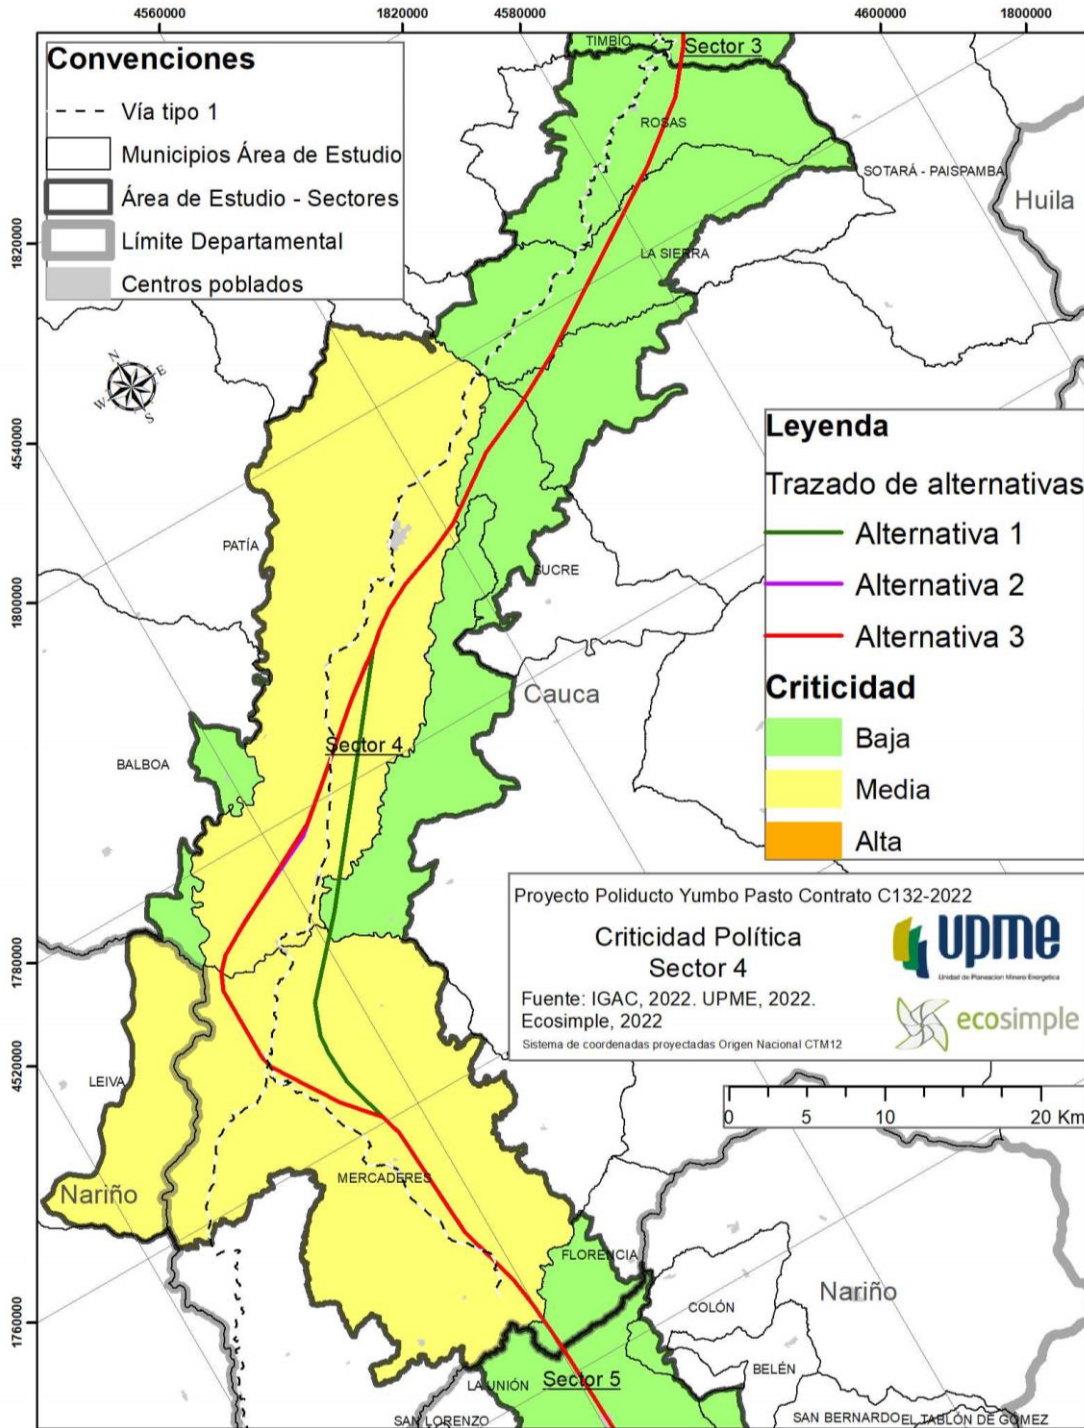 4560000
1820000
4580000
4600000
1800000
Convenciones
Vía tipo 1
Municipios Área de Estudio
Área de Estudio - Sectores
Límite Departamental
Centros poblados
TIMBÍO
Sector 3
ROSAS
SOTARÁ - PAISPAMBA
Huila
LA SIERRA
1820000
N
E
W
S
4540000
Leyenda
Trazado de alternativas
Alternativa 1
Alternativa 2
Alternativa 3
Criticidad
Baja
Media
Alta
PATÍA
SUCRE
1800000
Cauca
Sector 4
BALBOA
Proyecto Poliducto Yumbo Pasto Contrato C132-2022
Criticidad Política
Sector 4
Fuente: IGAC, 2022. UPME, 2022.
Ecosimple, 2022
Sistema de coordenadas proyectadas Origen Nacional CTM12
upme
Unidad de Planeación Minero Energética
ecosimple
1780000
4520000
LEIVA
0 5 10 20 Km
MERCADERES
Nariño
FLORENCIA
Nariño
COLÓN
1760000
BELÉN
LA UNIÓN
Sector 5
SAN LORENZO
SAN BERNARDO
EL TABLÓN DE GÓMEZ